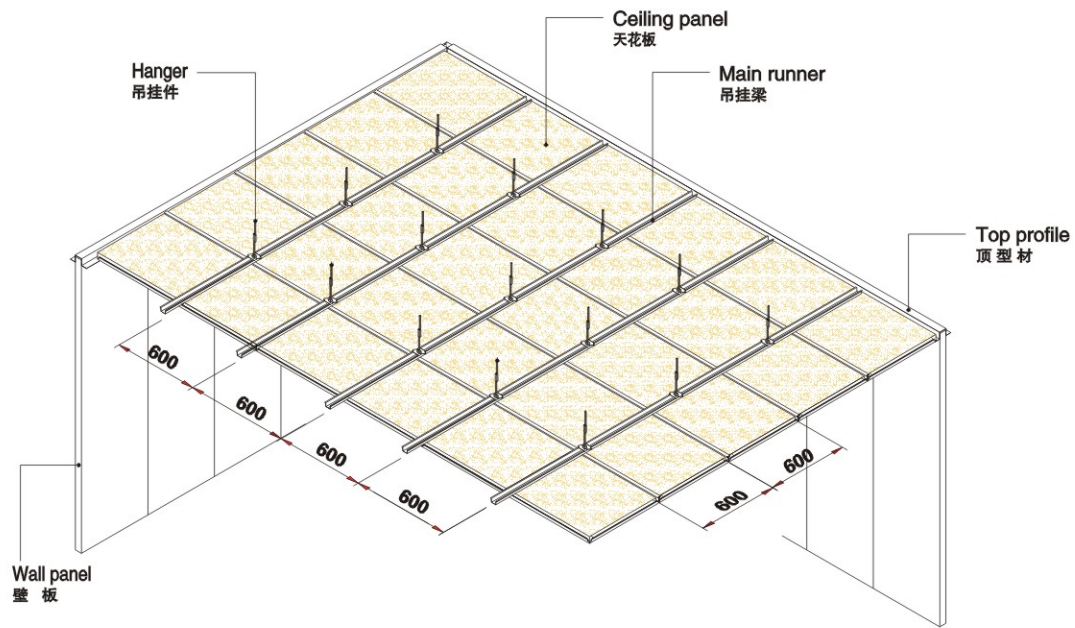 Ceiling panel
天花板
Hanger
吊挂件
Main runner
吊挂梁
Top profile
顶型材
600
600
600
600
600
600
Wall panel
壁 板